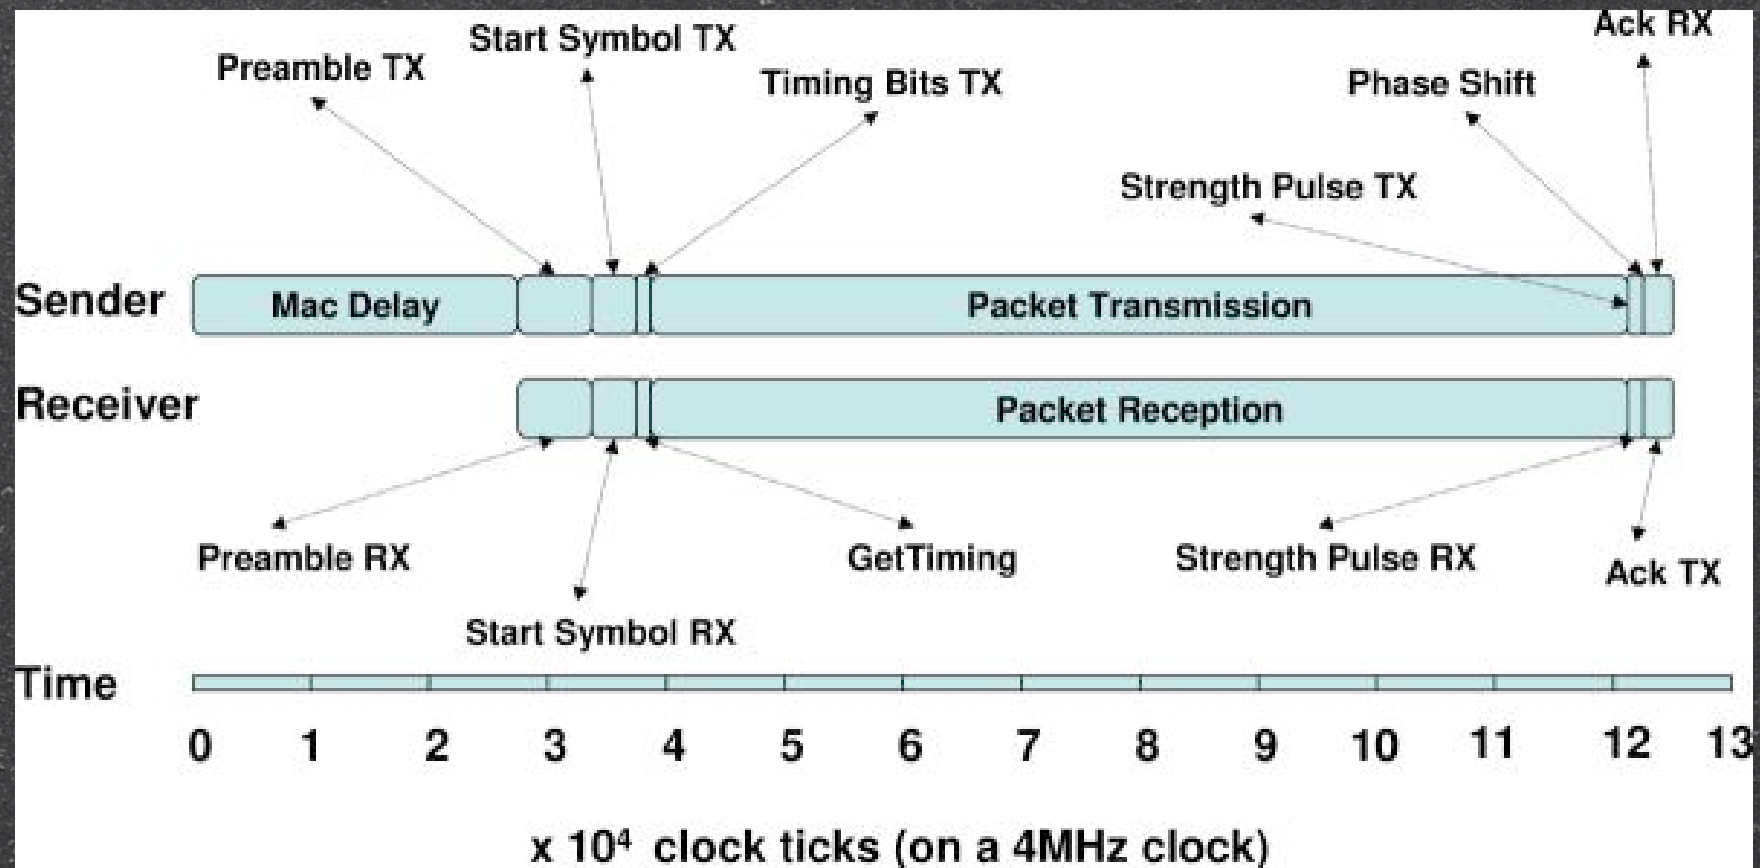 Ack RX
Start Symbol TX
Preamble TX
Timing Bits TX
Phase Shift
Strength Pulse TX
Sender
Mac Delay
Packet Transmission
Receiver
Packet Reception
Preamble RX
GetTiming
Strength Pulse RX
Ack TX
Start Symbol RX
Time
0 1 2 3 4 5 6 7 8 9 10 11 12 13
x 10⁴ clock ticks (on a 4MHz clock)